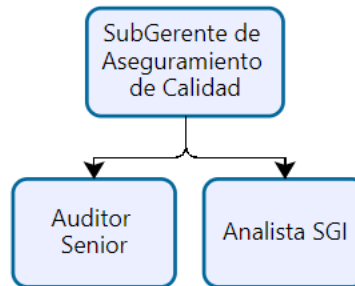 SubGerente de
Aseguramiento
de Calidad
Auditor
Senior
Analista SGI